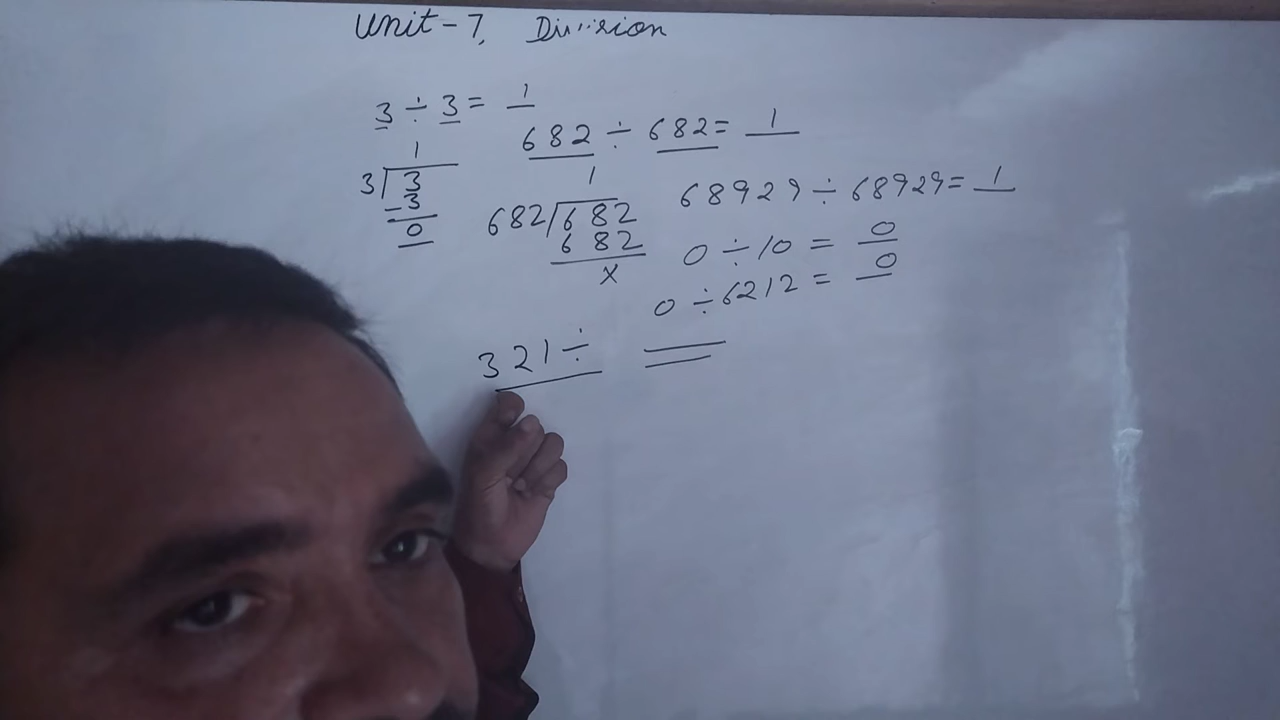 Unit-7, Division
3 ÷ 3 = 1
682 ÷ 682 = 1
1
3 3
-3
0
1
682 682
682
x
68929 ÷ 68929 = 1
0 ÷ 10 = 0
0 ÷ 6212 = 0
321 ÷